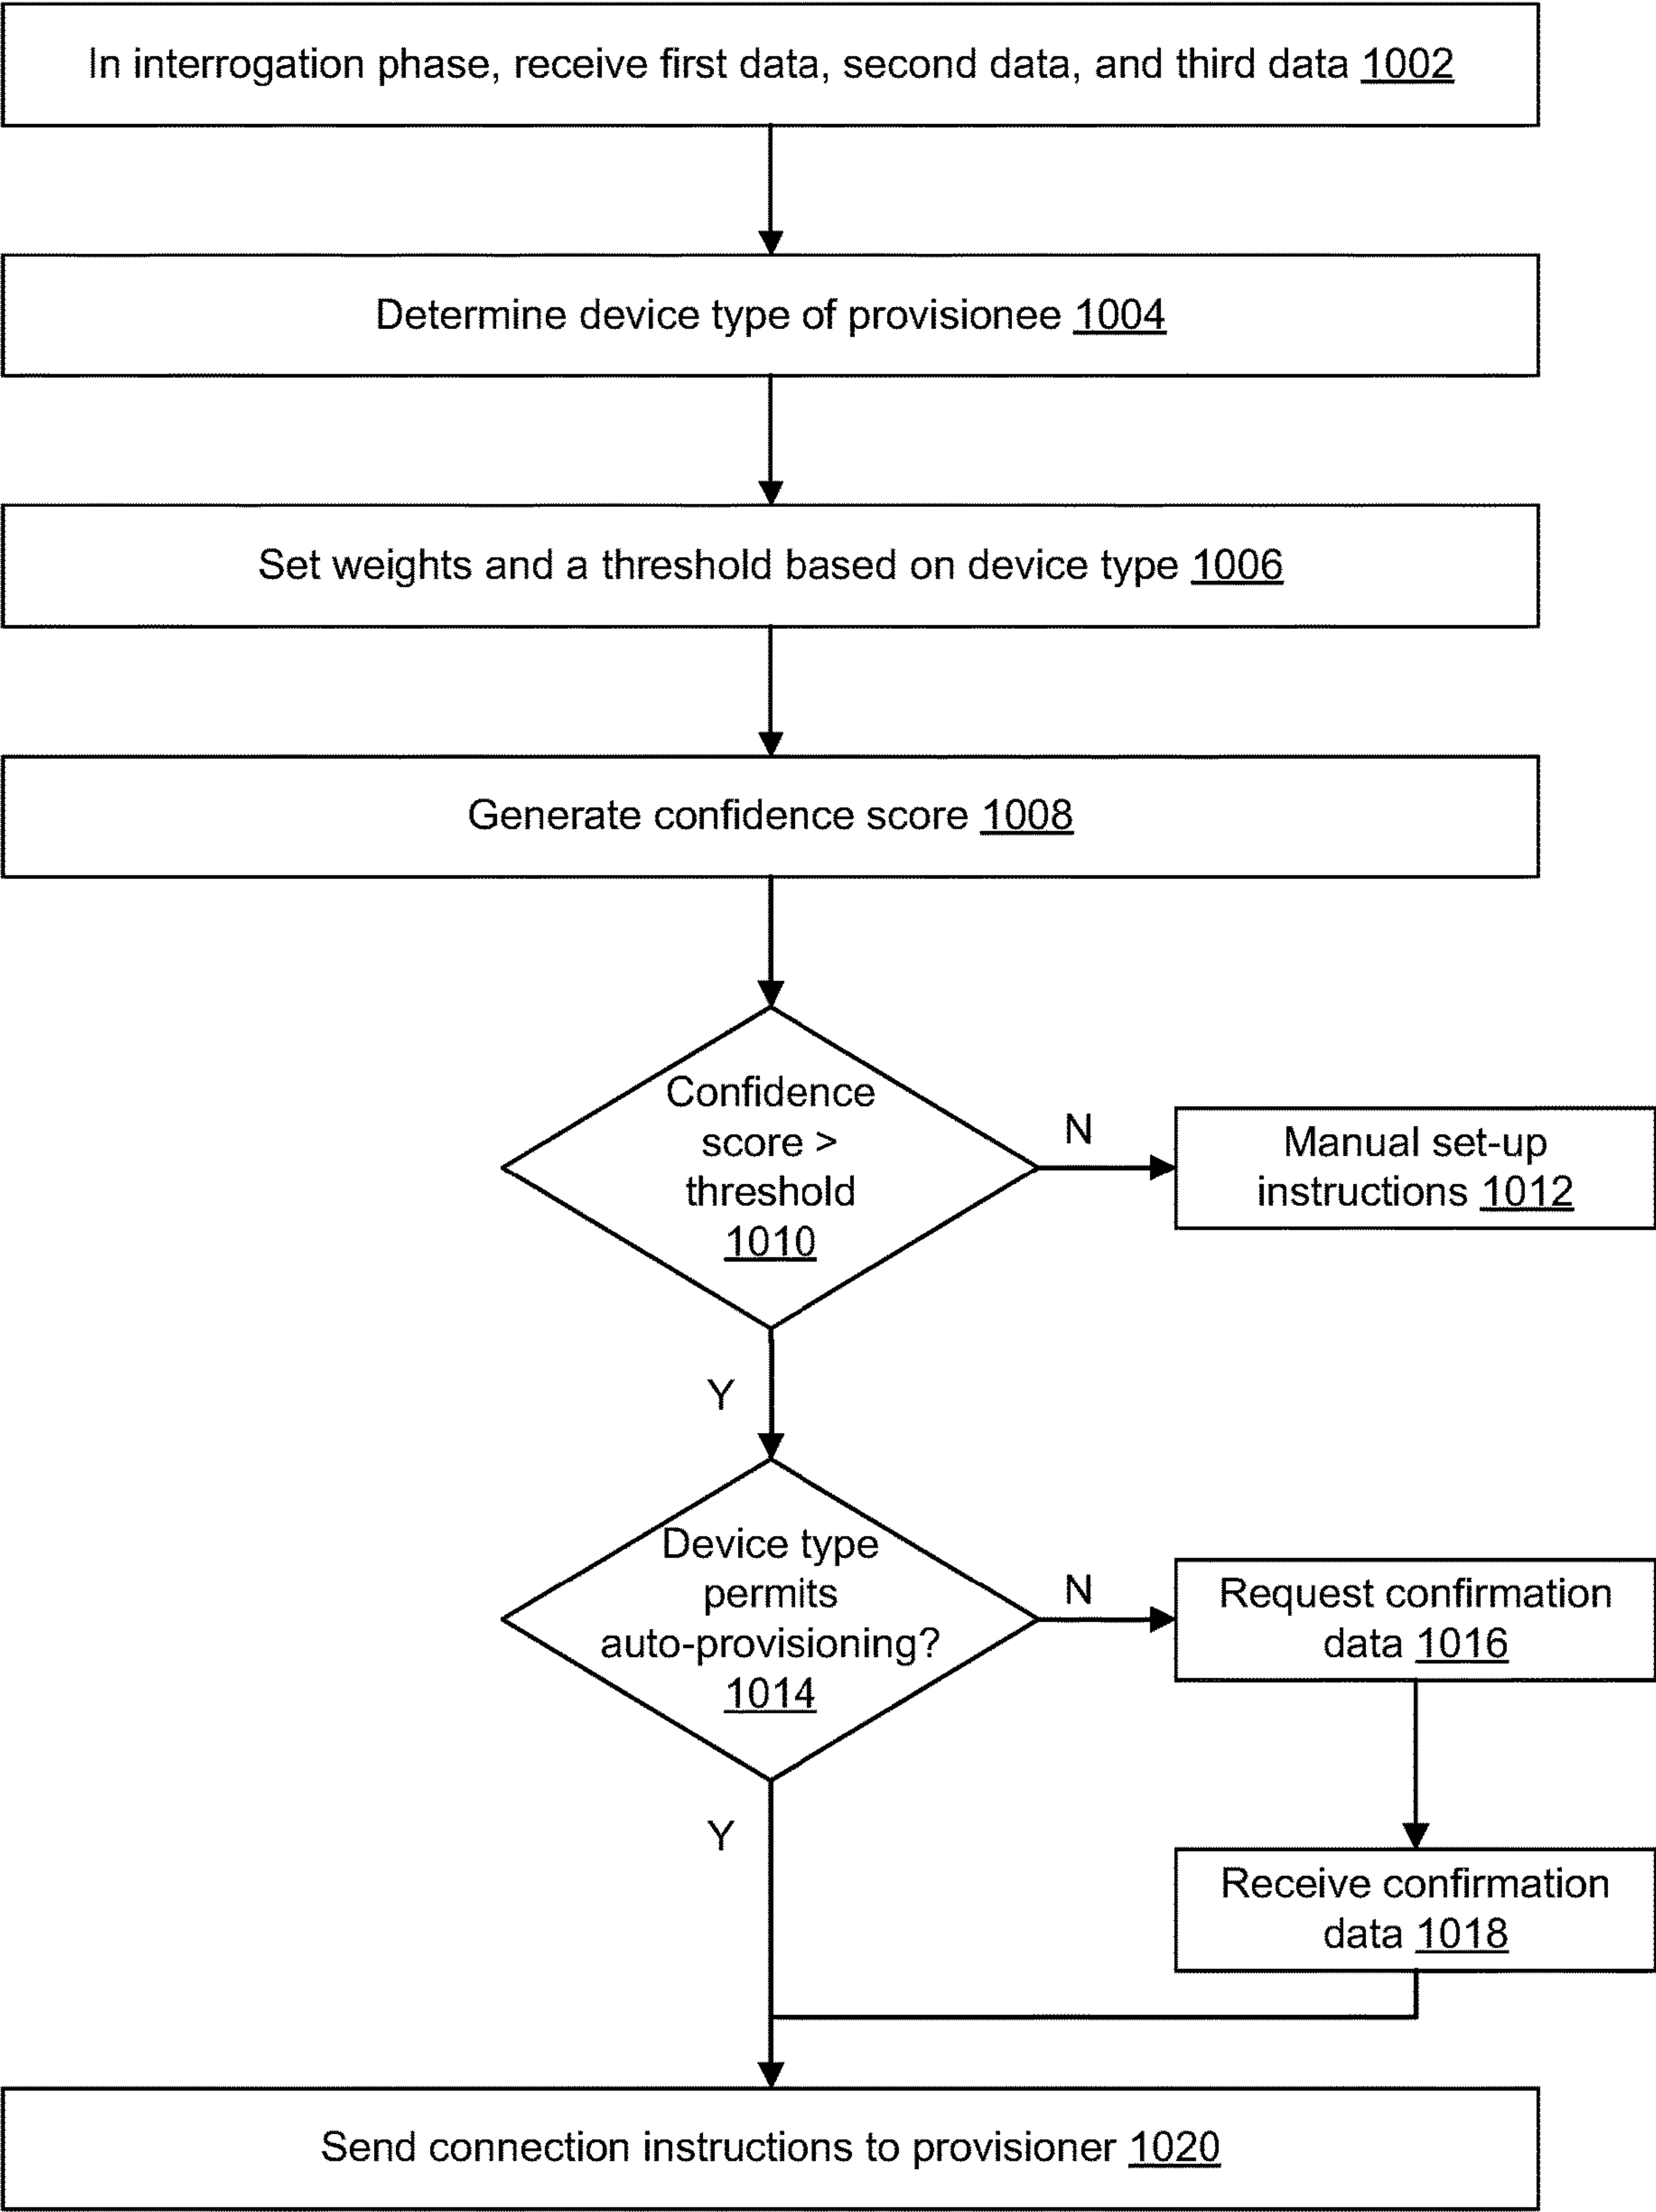 In interrogation phase, receive first data, second data, and third data 1002
Determine device type of provisionee 1004
Set weights and a threshold based on device type 1006
Generate confidence score 1008
Confidence
score >
threshold
1010
N
Manual set-up
instructions 1012
Y
Device type
permits
auto-provisioning?
1014
N
Request confirmation
data 1016
Y
Receive confirmation
data 1018
Send connection instructions to provisioner 1020